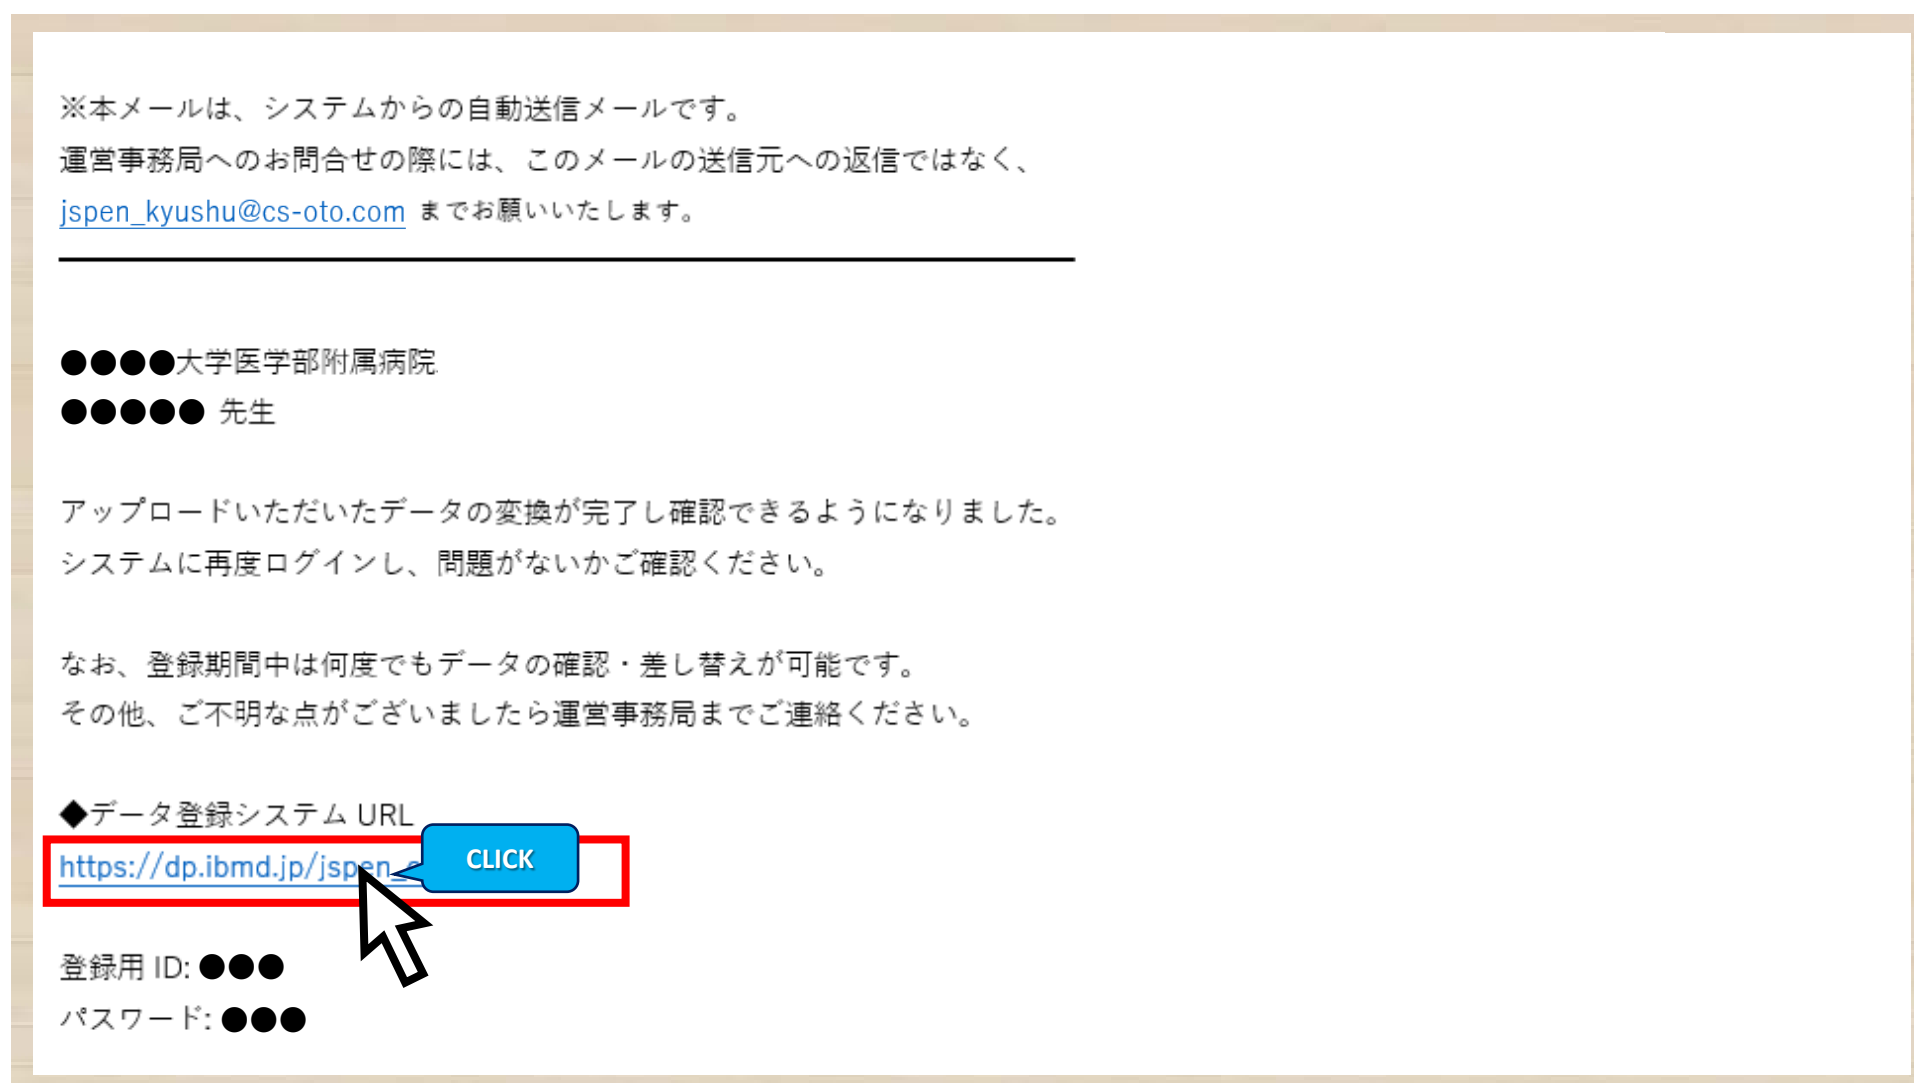 ※本メールは、システムからの自動送信メールです。
運営事務局へのお問合せの際には、このメールの送信元への返信ではなく、
jspen_kyushu@cs-oto.com までお願いいたします。
●●●●大学医学部附属病院
●●●●● 先生
アップロードいただいたデータの変換が完了し確認できるようになりました。
システムに再度ログインし、問題がないかご確認ください。
なお、登録期間中は何度でもデータの確認・差し替えが可能です。
その他、ご不明な点がございましたら運営事務局までご連絡ください。
◆データ登録システム URL
https://dp.ibmd.jp/jspen_
CLICK
登録用 ID: ●●●
パスワード: ●●●